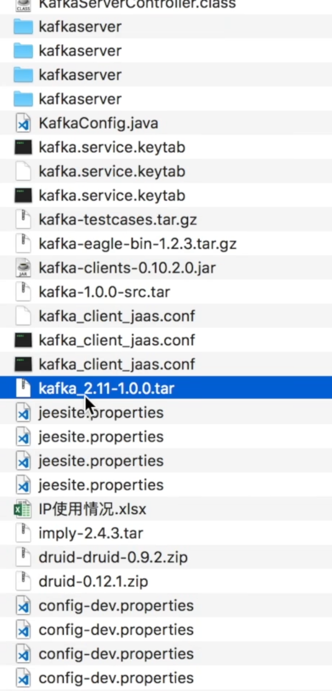 KafkaServerController.class
kafkaserver
kafkaserver
kafkaserver
kafkaserver
KafkaConfig.java
kafka.service.keytab
kafka.service.keytab
kafka.service.keytab
kafka-testcases.tar.gz
kafka-eagle-bin-1.2.3.tar.gz
kafka-clients-0.10.2.0.jar
kafka-1.0.0-src.tar
kafka_client_jaas.conf
kafka_client_jaas.conf
kafka_client_jaas.conf
kafka_2.11-1.0.0.tar
jeesite.properties
jeesite.properties
jeesite.properties
jeesite.properties
IP使用情况.xlsx
imply-2.4.3.tar
druid-druid-0.9.2.zip
druid-0.12.1.zip
config-dev.properties
config-dev.properties
config-dev.properties
config-dev.properties